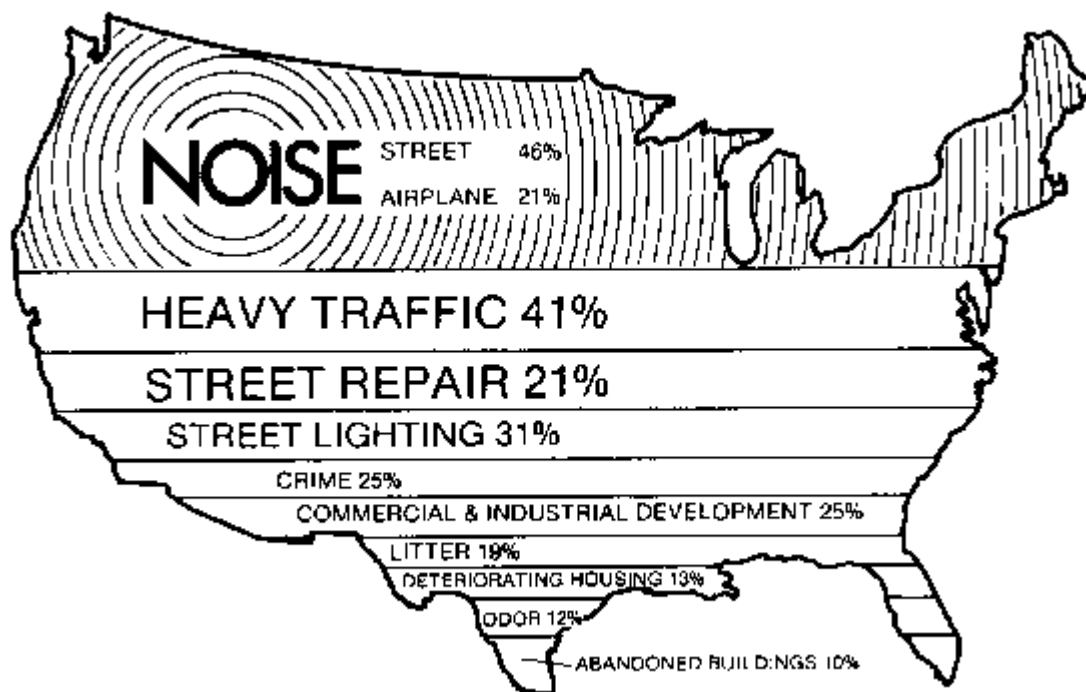 NOISE
STREET 46%
AIRPLANE 21%
HEAVY TRAFFIC 41%
STREET REPAIR 21%
STREET LIGHTING 31%
CRIME 25%
COMMERCIAL & INDUSTRIAL DEVELOPMENT 25%
LITTER 19%
DETERIORATING HOUSING 13%
ODOR 12%
ABANDONED BUILDINGS 10%